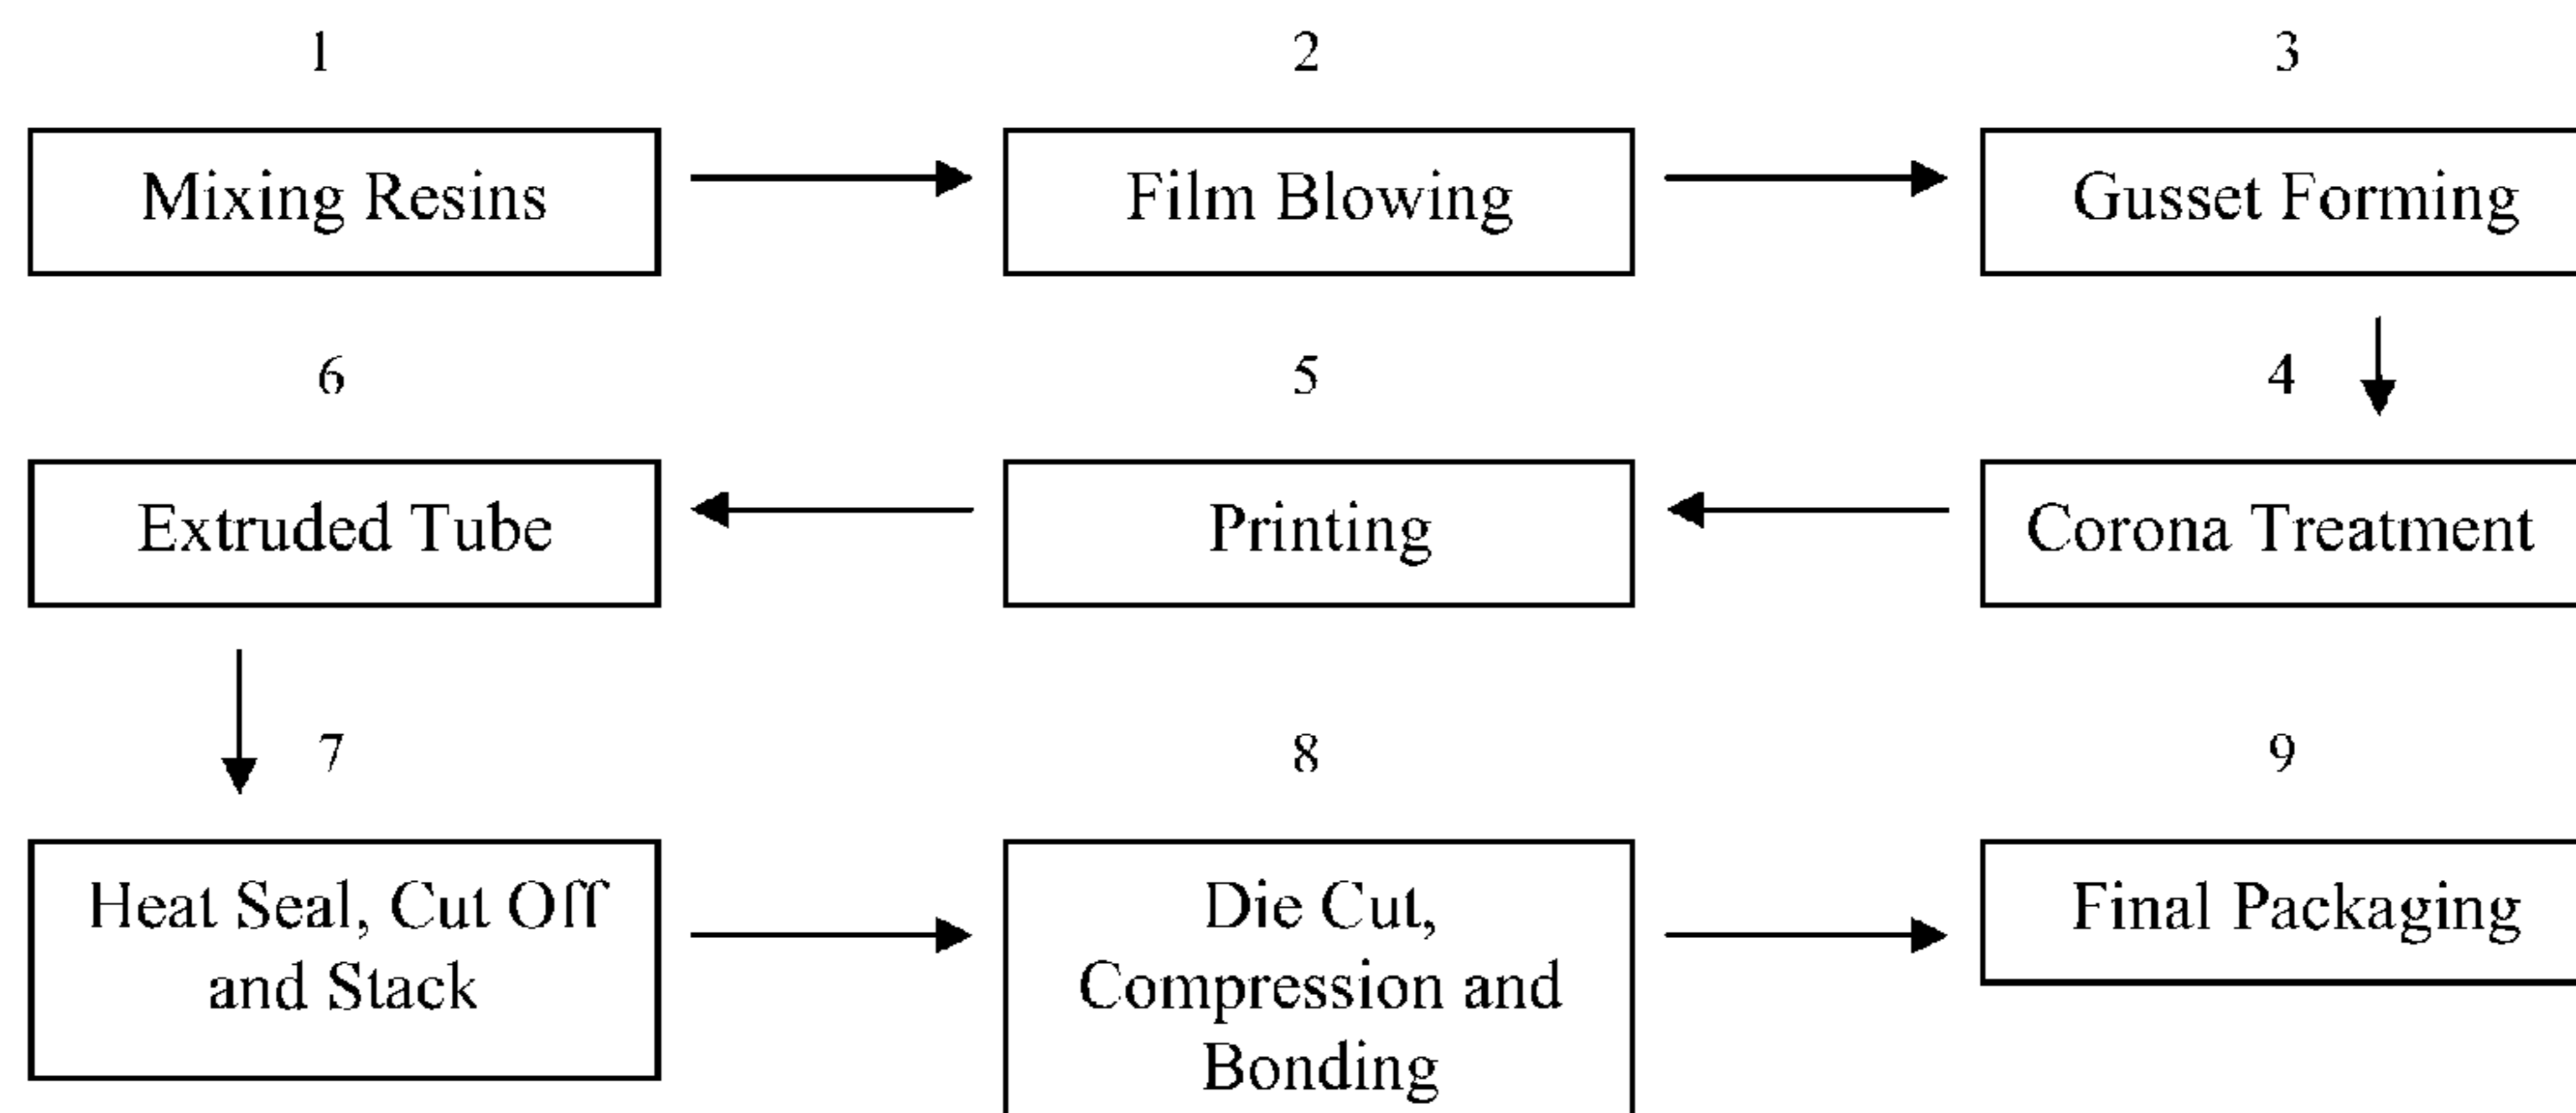 1
2
3
Mixing Resins
Film Blowing
Gusset Forming
6
5
4
Extruded Tube
Printing
Corona Treatment
7
8
9
Heat Seal, Cut Off
and Stack
Die Cut,
Compression and
Bonding
Final Packaging